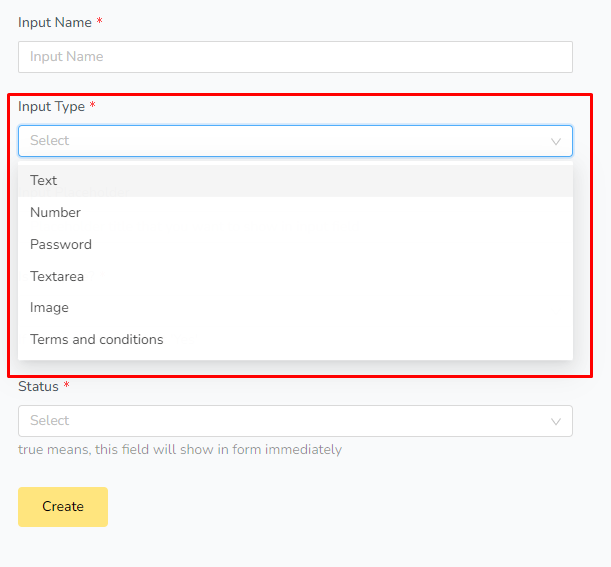 Input Name *
Input Name
Input Type *
Select
Text
Number
Password
Textarea
Image
Terms and conditions
Status *
Select
true means, this field will show in form immediately
Create